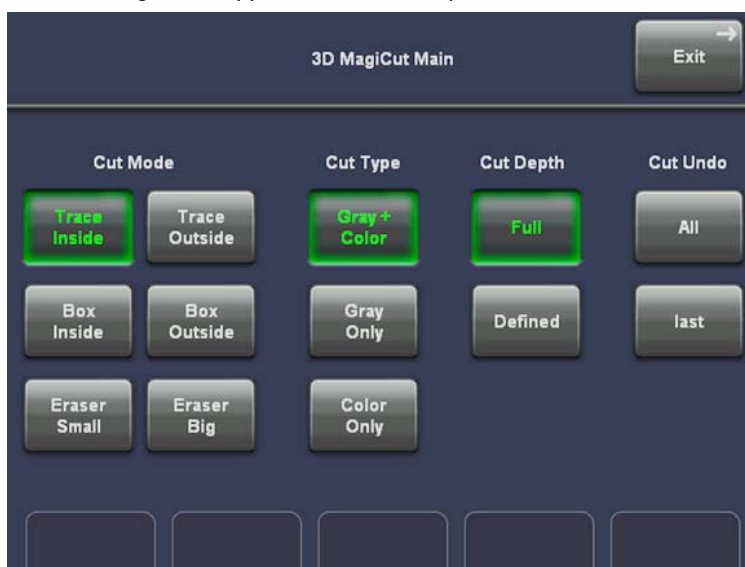 3D MagiCut Main
Exit
Cut Mode
Cut Type
Cut Depth
Cut Undo
Trace
Inside
Trace
Outside
Gray +
Color
Full
All
Box
Inside
Box
Outside
Gray
Only
Defined
last
Eraser
Small
Eraser
Big
Color
Only